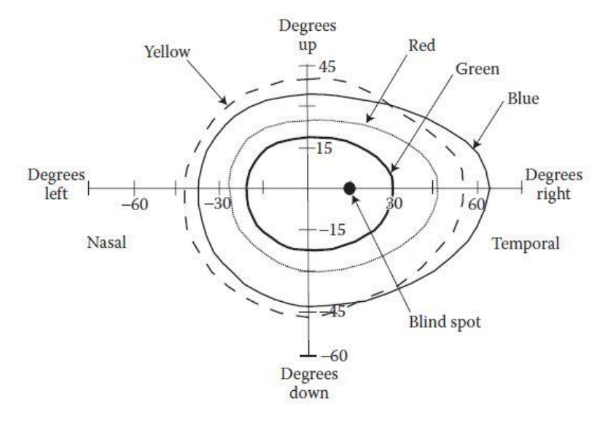 Degrees
up
Yellow
45
Red
Green
Blue
15
Degrees
left
Degrees
right
−60
−30
30
60
−15
Nasal
Temporal
−45
Blind spot
−60
Degrees
down